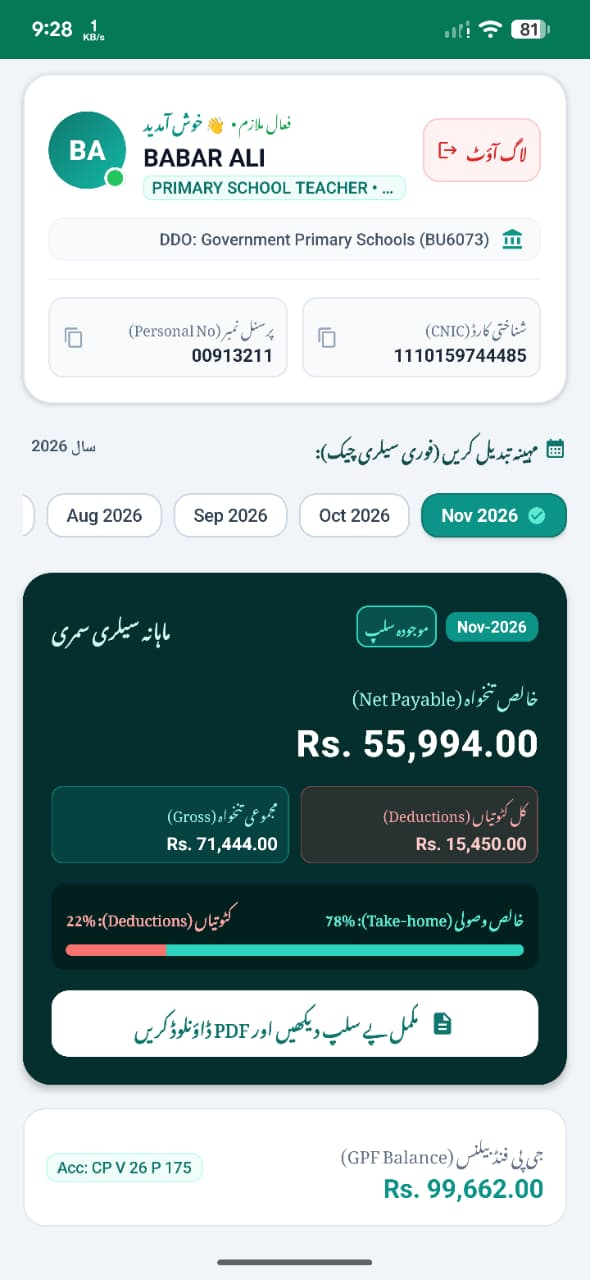 9:28 1 KB/s 81
خوش آمدید 👋 • فعال ملازم
BA
BABAR ALI
لاگ آؤٹ
PRIMARY SCHOOL TEACHER • ...
DDO: Government Primary Schools (BU6073)
شناختی کارڈ (CNIC)
1110159744485
پرسنل نمبر (Personal No)
00913211
مہینہ تبدیل کریں (فوری سیلری چیک):
سال 2026
Nov 2026
Oct 2026
Sep 2026
Aug 2026
ماہانہ سیلری سمری
موجودہ سلپ
Nov-2026
خالص تنخواہ (Net Payable)
Rs. 55,994.00
کل کٹوتیاں (Deductions)
Rs. 15,450.00
مجموعی تنخواہ (Gross)
Rs. 71,444.00
خالص وصولی (Take-home): 78%
کٹوتیاں (Deductions): 22%
مکمل پے سلپ دیکھیں اور PDF ڈاؤنلوڈ کریں
جی پی فنڈ بیلنس (GPF Balance)
Rs. 99,662.00
Acc: CP V 26 P 175